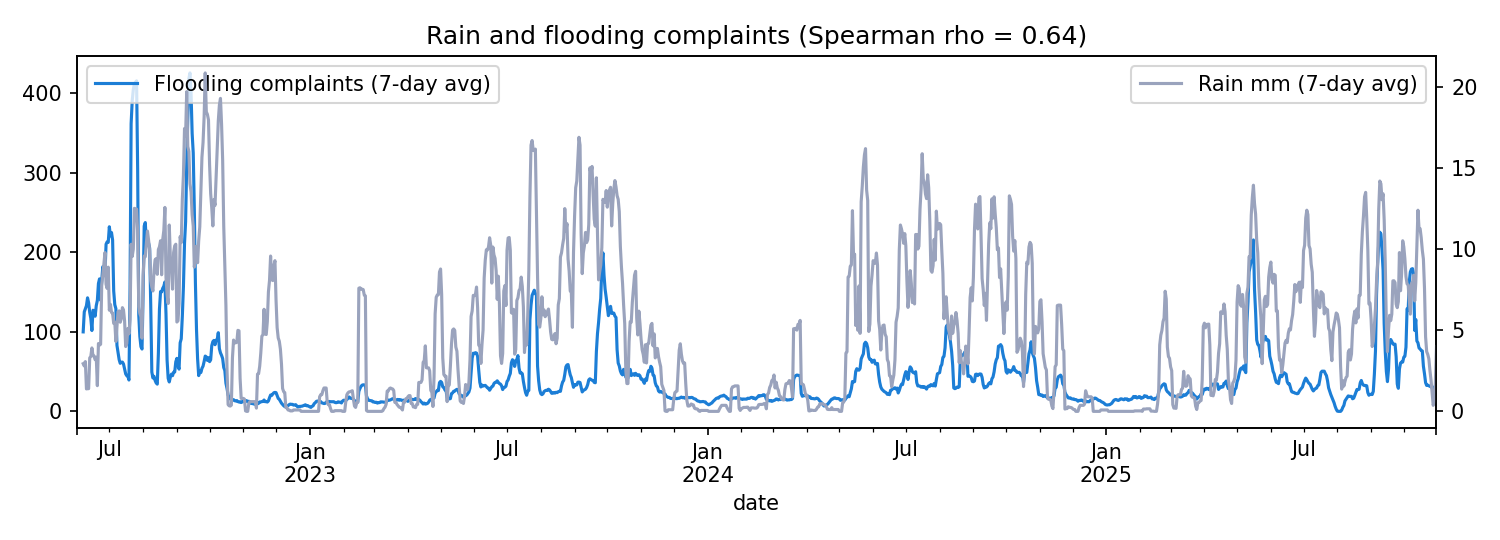 Rain and flooding complaints (Spearman rho = 0.64)
Flooding complaints (7-day avg)
Rain mm (7-day avg)
400
300
200
100
0
20
15
10
5
0
Jul
Jan
2023
Jul
Jan
2024
Jul
Jan
2025
Jul
date